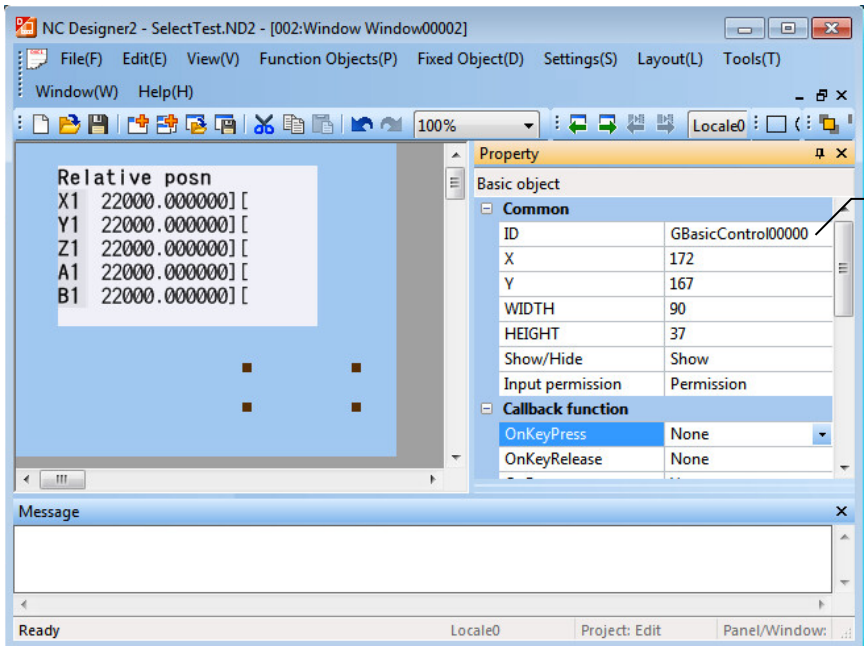 NC Designer2 - SelectTest.ND2 - [002:Window Window00002]
File(F) Edit(E) View(V) Function Objects(P) Fixed Object(D) Settings(S) Layout(L) Tools(T)
Window(W) Help(H)
100% Locale0
Relative posn
X1 22000.000000][
Y1 22000.000000][
Z1 22000.000000][
A1 22000.000000][
B1 22000.000000][
Property
Basic object
Common
ID GBasicControl00000
X 172
Y 167
WIDTH 90
HEIGHT 37
Show/Hide Show
Input permission Permission
Callback function
OnKeyPress None
OnKeyRelease None
Message
Ready Locale0 Project: Edit Panel/Window: